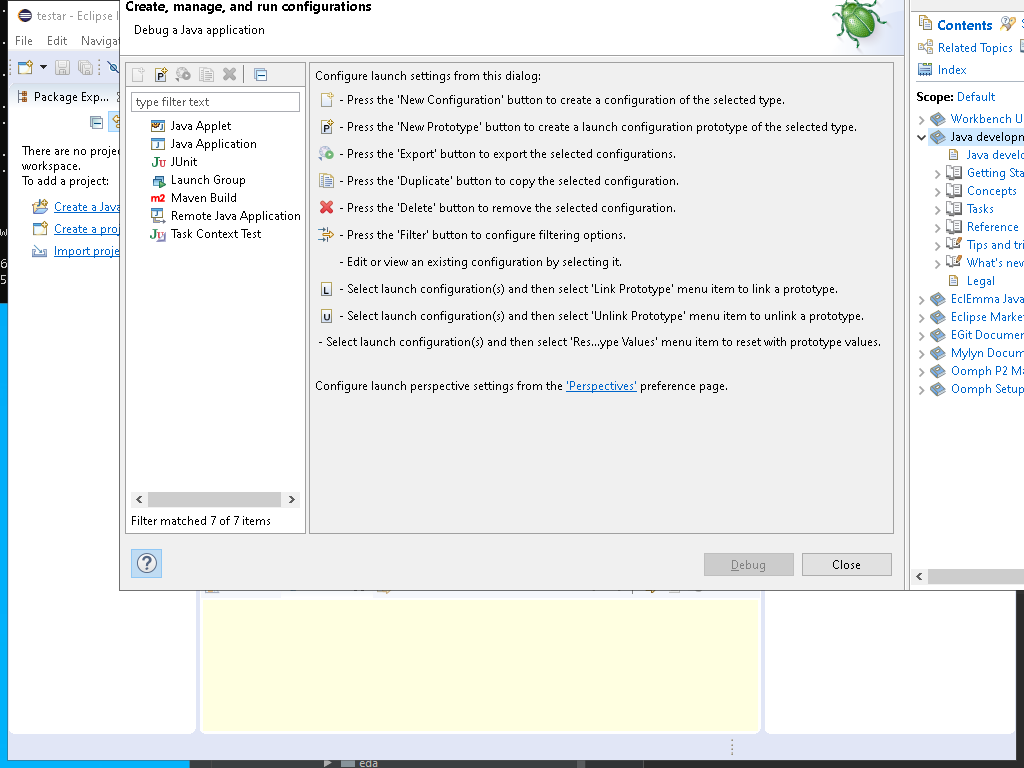 testar - Eclipse I
File Edit Navigat
Package Exp...
There are no projec
workspace.
To add a project:
Create a Java
Create a proj
Import proje
Create, manage, and run configurations
Debug a Java application
type filter text
Java Applet
Java Application
JUnit
Launch Group
Maven Build
Remote Java Application
Task Context Test
Filter matched 7 of 7 items
Configure launch settings from this dialog:
- Press the 'New Configuration' button to create a configuration of the selected type.
- Press the 'New Prototype' button to create a launch configuration prototype of the selected type.
- Press the 'Export' button to export the selected configurations.
- Press the 'Duplicate' button to copy the selected configuration.
- Press the 'Delete' button to remove the selected configuration.
- Press the 'Filter' button to configure filtering options.
- Edit or view an existing configuration by selecting it.
- Select launch configuration(s) and then select 'Link Prototype' menu item to link a prototype.
- Select launch configuration(s) and then select 'Unlink Prototype' menu item to unlink a prototype.
- Select launch configuration(s) and then select 'Res...ype Values' menu item to reset with prototype values.
Configure launch perspective settings from the 'Perspectives' preference page.
Debug Close
Contents
Related Topics
Index
Scope: Default
Workbench U
Java developm
Java develo
Getting Sta
Concepts
Tasks
Reference
Tips and tri
What's new
Legal
EclEmma Java
Eclipse Marke
EGit Documen
Mylyn Docum
Oomph P2 Ma
Oomph Setup
eda